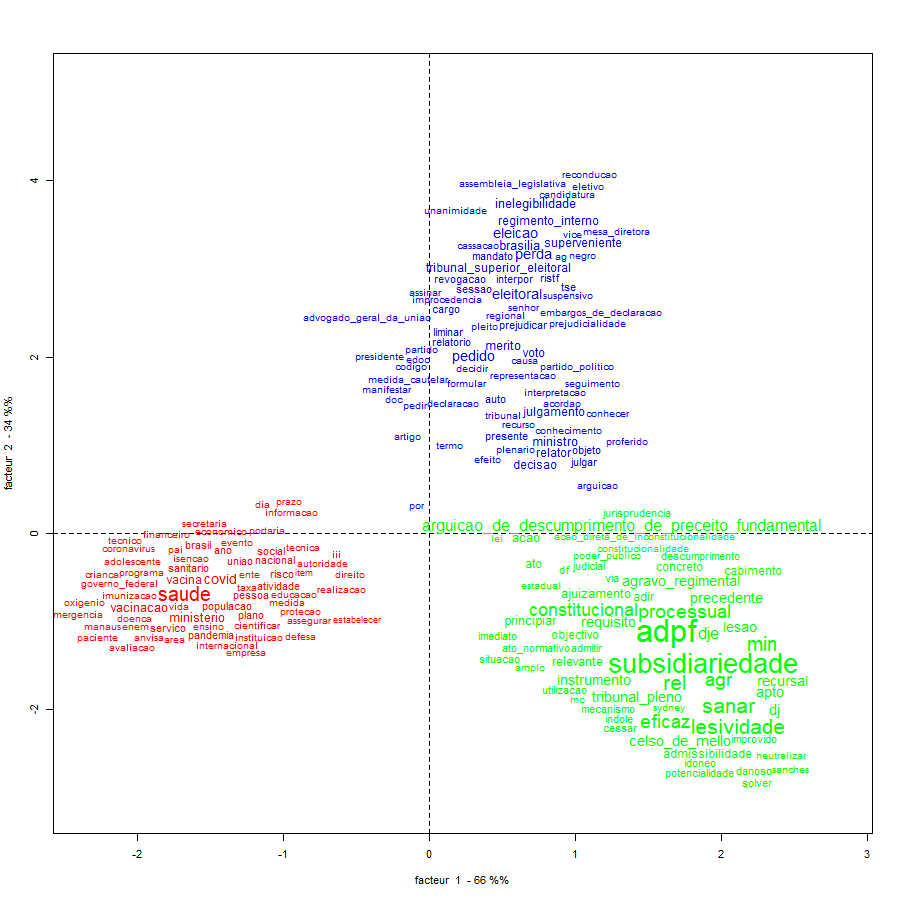 reconducao
assembleia_legislativa eletivo
4 candidatura
inelegibilidade
unanimidade
regimento_interno
eleicao vice mesa_diretora
cassacao brasilia superveniente
mandato perda ag negro
tribunal_superior_eleitoral
revogacao interpor ristf
assinar sessao tse
improcedencia eleitoral suspensivo
cargo senhor embargos_de_declaracao
advogado_geral_da_uniao regional
pleito prejudicar prejudicialidade
liminar
relatorio merito
partido voto
2 presidente edoc pedido causa
codigo decidir partido_politico
medida_cautelar formular representacao seguimento
manifestar interpretacao
doc pedir declaracao auto acordao
tribunal julgamento conhecer
recurso
artigo presente conhecimento
termo ministro proferido
plenario relator objeto
efeito decisao julgar
arguicao
dia prazo por
informacao jurisprudencia
secretaria arguicao_de_descumprimento_de_preceito_fundamental
financeiro economico portaria
0 lei acao acao_direta_de_inconstitucionalidade
tecnico brasil evento
coronavirus pai ano social tecnica constitucionalidade
isencao iii poder_publico descumprimento
adolescente uniao nacional autoridade ato judicial
sanitario df concreto cabimento
crianca programa ente risco item direito
governo_federal vacina covid via agravo_regimental
taxa atividade estadual
imunizacao saude pessoa educacao realizacao ajuizamento adir precedente
oxigenio vacinacao vida populacao medida
mergencia doenca ministerio plano protecao constitucional processual
manausenem servico ensino cientificar assegurar estabelecer principiar requisito
paciente anvisa area pandemia instituicao defesa imediato objetivo adpf dje lesao
avaliacao internacional ato_normativo admitir min
empresa
situacao relevante subsidiariedade
amplo
instrumento rel agr recursal
utilizacao apto
mc tribunal_pleno
-2 mecanismo sydney sanar dj
indole
cessar eficaz lesividade
celso_de_mello improvido
admissibilidade neutralizar
idoneo
potencialidade danoso sanches
solver
-2 -1 0 1 2 3
facteur 1 - 66 %%
facteur 2 - 34 %%